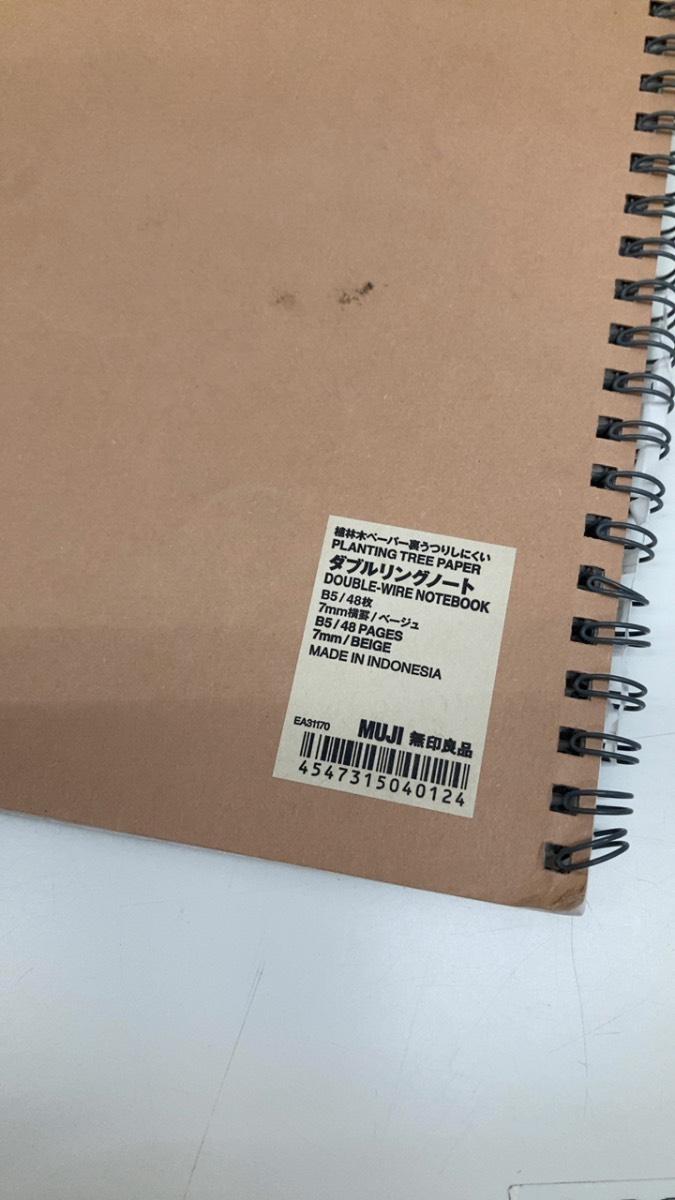 植林木ペーパー裏うつりしにくい
PLANTING TREE PAPER
ダブルリングノート
DOUBLE-WIRE NOTEBOOK
B5/48枚
7mm横罫/ベージュ
B5/48 PAGES
7mm/BEIGE
MADE IN INDONESIA
EA31170 MUJI 無印良品
4547315040124